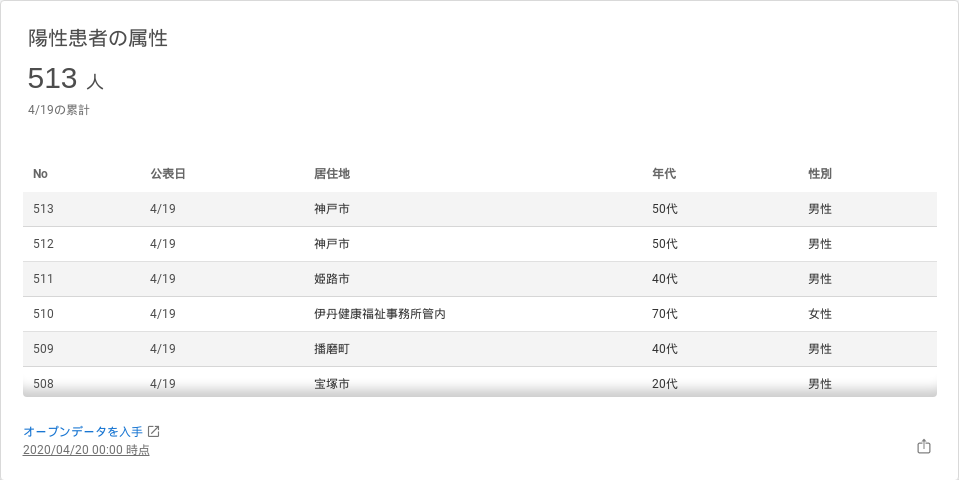 陽性患者の属性
513 人
4/19の累計
No 公表日 居住地 年代 性別
513 4/19 神戸市 50代 男性
512 4/19 神戸市 50代 男性
511 4/19 姫路市 40代 男性
510 4/19 伊丹健康福祉事務所管内 70代 女性
509 4/19 播磨町 40代 男性
508 4/19 宝塚市 20代 男性
オープンデータを入手
2020/04/20 00:00 時点